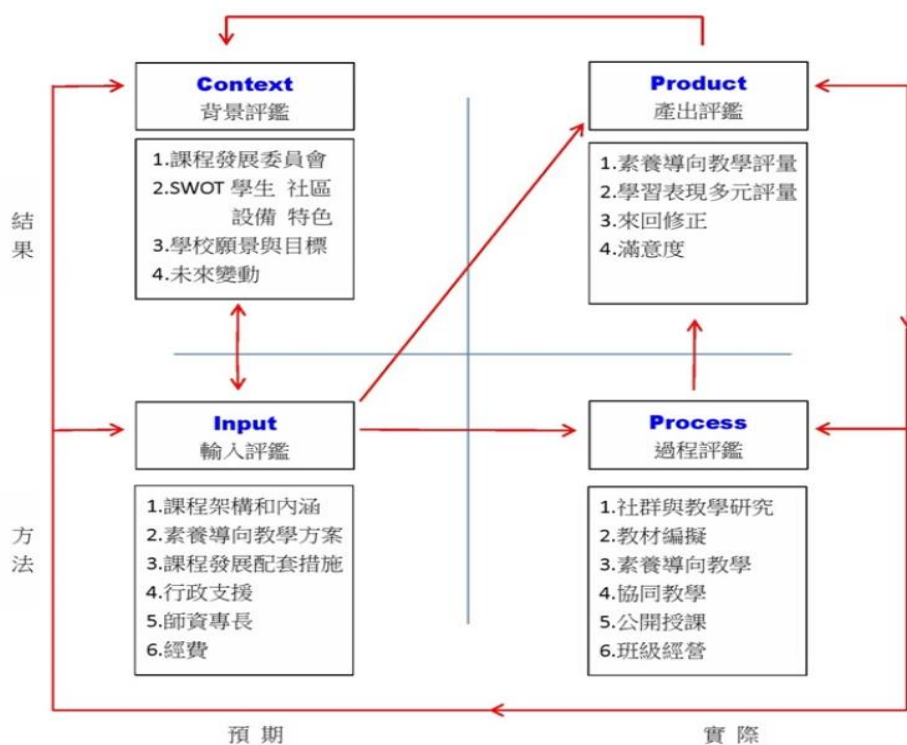 Context
背景評鑑
1.課程發展委員會
2.SWOT 學生 社區
設備 特色
3.學校願景與目標
4.未來變動
Product
產出評鑑
1.素養導向教學評量
2.學習表現多元評量
3.來回修正
4.滿意度
結果
Input
輸入評鑑
1.課程架構和內涵
2.素養導向教學方案
3.課程發展配套措施
4.行政支援
5.師資專長
6.經費
Process
過程評鑑
1.社群與教學研究
2.教材編擬
3.素養導向教學
4.協同教學
5.公開授課
6.班級經營
方法
預期
實際